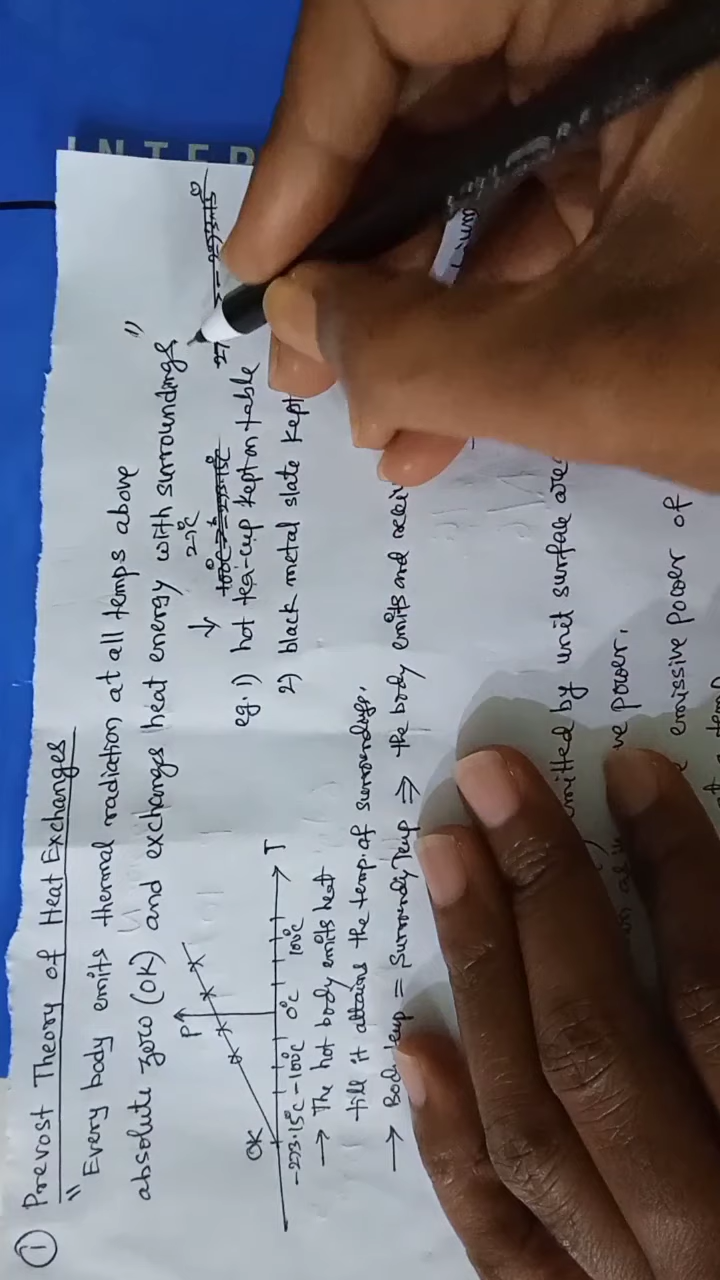 INTER
① Prevost Theory of Heat Exchanges
"Every body emits thermal radiation at all temps above
absolute zero (0K) and exchanges heat energy with surroundings"
27°C
P
T
0K
-273.15°C -100°C 0°C 100°C
eg. 1) hot tea-cup kept on table
2) black metal slate kept
→ The hot body emits heat
till it attains the temp. of surroundings.
→ Body Temp = Surroundg Temp ⇒ the body emits and
emitted by unit surface area
ve power.
emissive power of